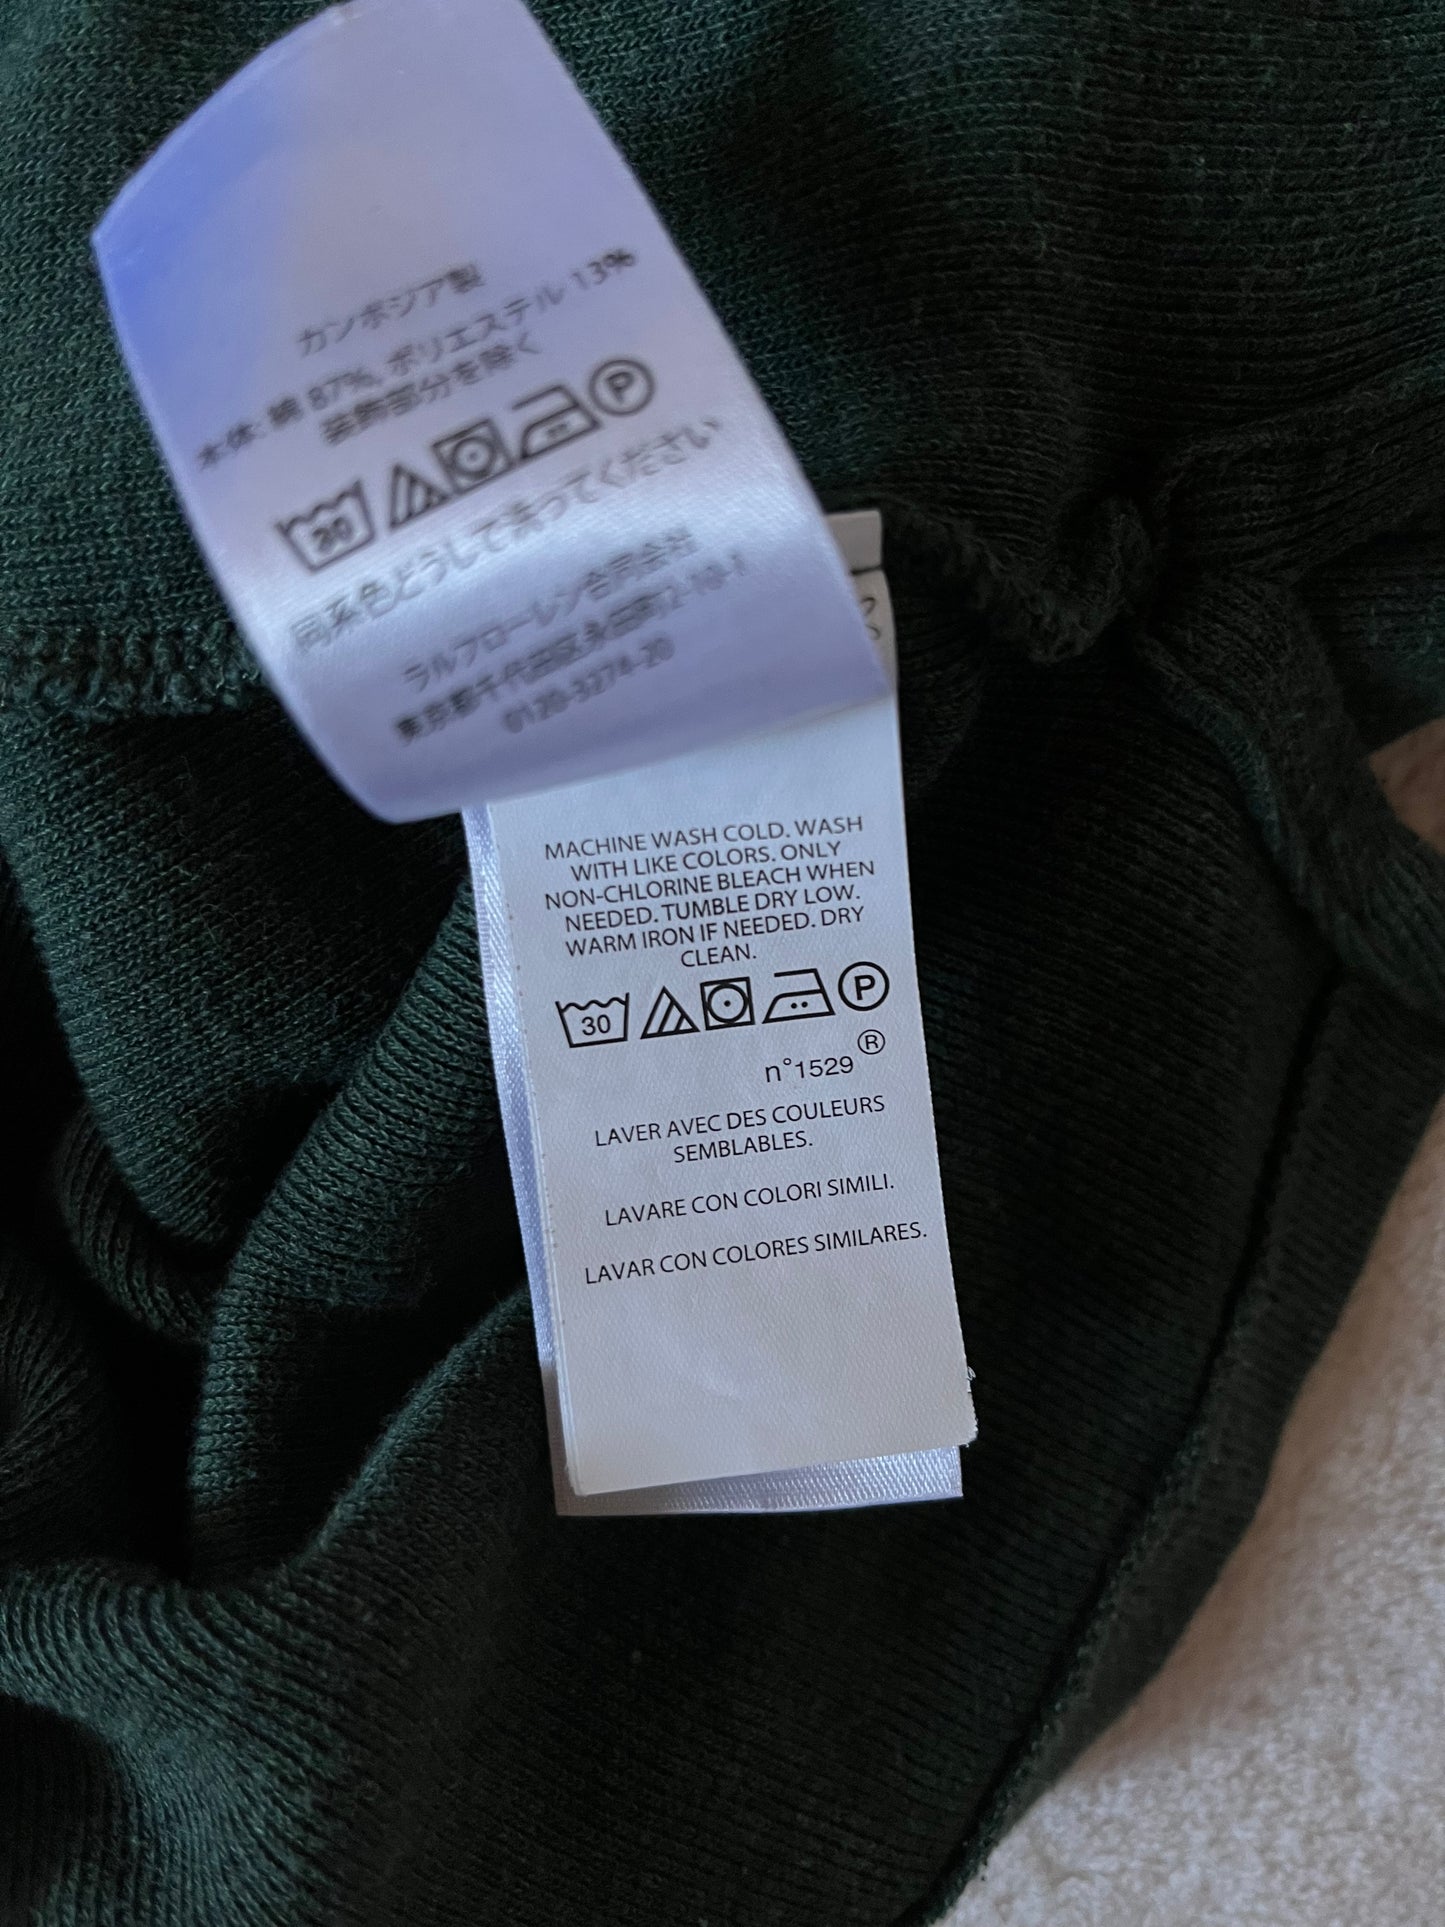 カンボジア製
本体: 綿 87%, ポリエステル 13%
装飾部分を除く
30 P
同系色どうしで洗ってください
ラルフローレン合同会社
東京都千代田区永田町2-10-1
0120-3274-20
MACHINE WASH COLD. WASH
WITH LIKE COLORS. ONLY
NON-CHLORINE BLEACH WHEN
NEEDED. TUMBLE DRY LOW.
WARM IRON IF NEEDED. DRY
CLEAN.
30 P
n°1529®
LAVER AVEC DES COULEURS
SEMBLABLES.
LAVARE CON COLORI SIMILI.
LAVAR CON COLORES SIMILARES.